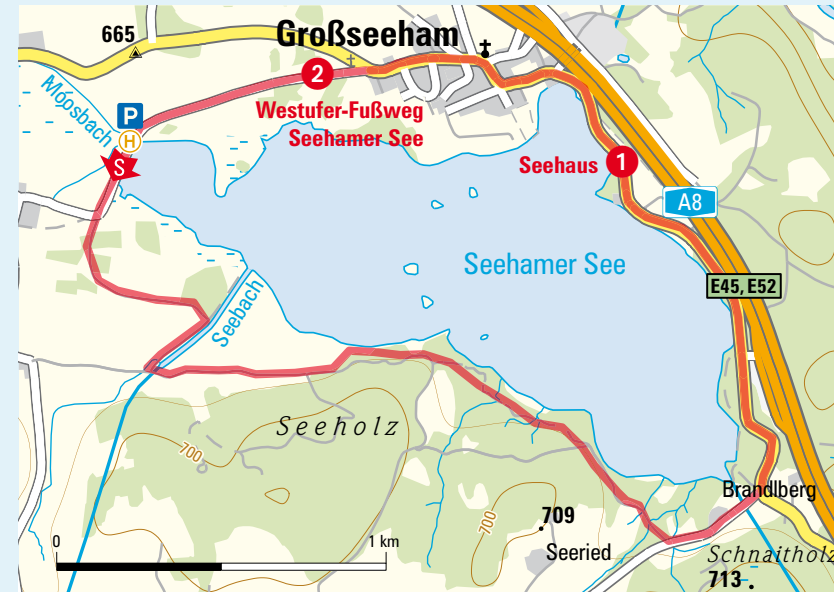 665
Großseeham
Moosbach
P
H
S
2
Westufer-Fußweg
Seehamer See
Seehaus
1
A8
Seehamer See
E45, E52
Seebach
Seeholz
700
700
709
Seeried
Brandlberg
Schnaitholz
713
0
1 km